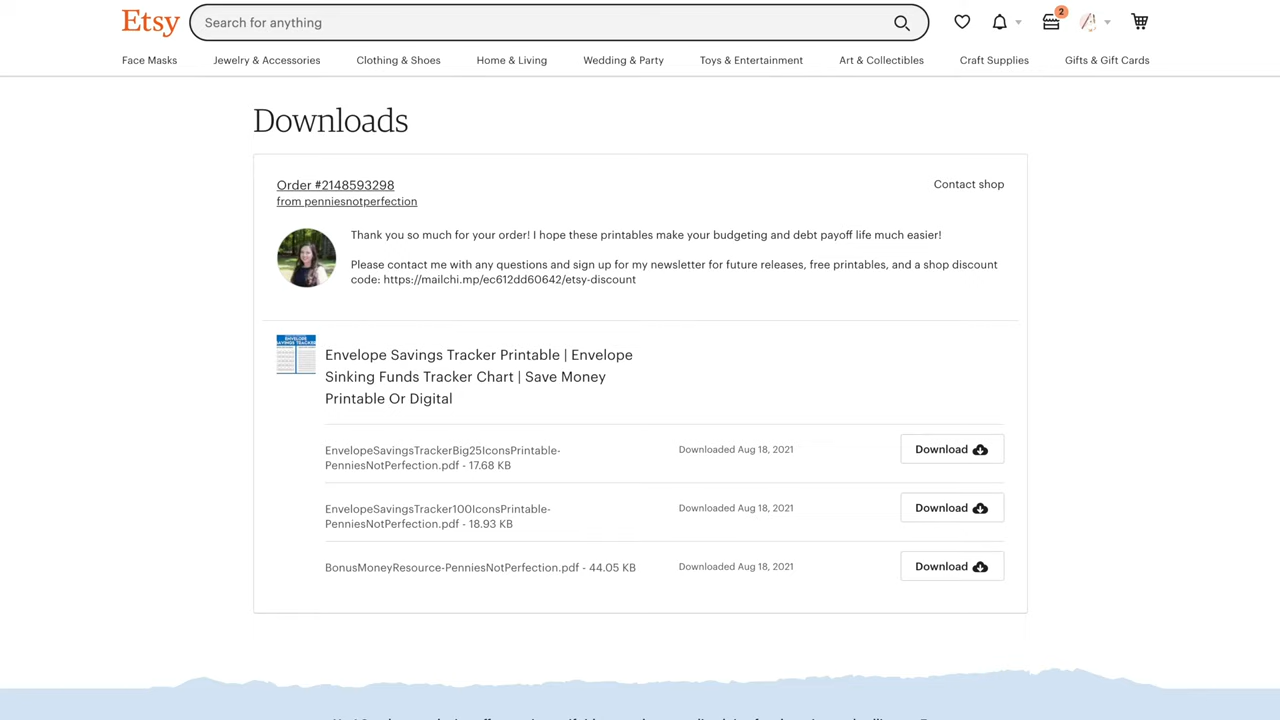 Etsy
Search for anything
2
Face Masks
Jewelry & Accessories
Clothing & Shoes
Home & Living
Wedding & Party
Toys & Entertainment
Art & Collectibles
Craft Supplies
Gifts & Gift Cards
Downloads
Order #2148593298
from penniesnotperfection
Contact shop
Thank you so much for your order! I hope these printables make your budgeting and debt payoff life much easier!
Please contact me with any questions and sign up for my newsletter for future releases, free printables, and a shop discount
code: https://mailchi.mp/ec612dd60642/etsy-discount
ENVELOPE
SAVINGS TRACKER
Envelope Savings Tracker Printable | Envelope
Sinking Funds Tracker Chart | Save Money
Printable Or Digital
EnvelopeSavingsTrackerBig25IconsPrintable-
PenniesNotPerfection.pdf - 17.68 KB
Downloaded Aug 18, 2021
Download
EnvelopeSavingsTracker100IconsPrintable-
PenniesNotPerfection.pdf - 18.93 KB
Downloaded Aug 18, 2021
Download
BonusMoneyResource-PenniesNotPerfection.pdf - 44.05 KB
Downloaded Aug 18, 2021
Download